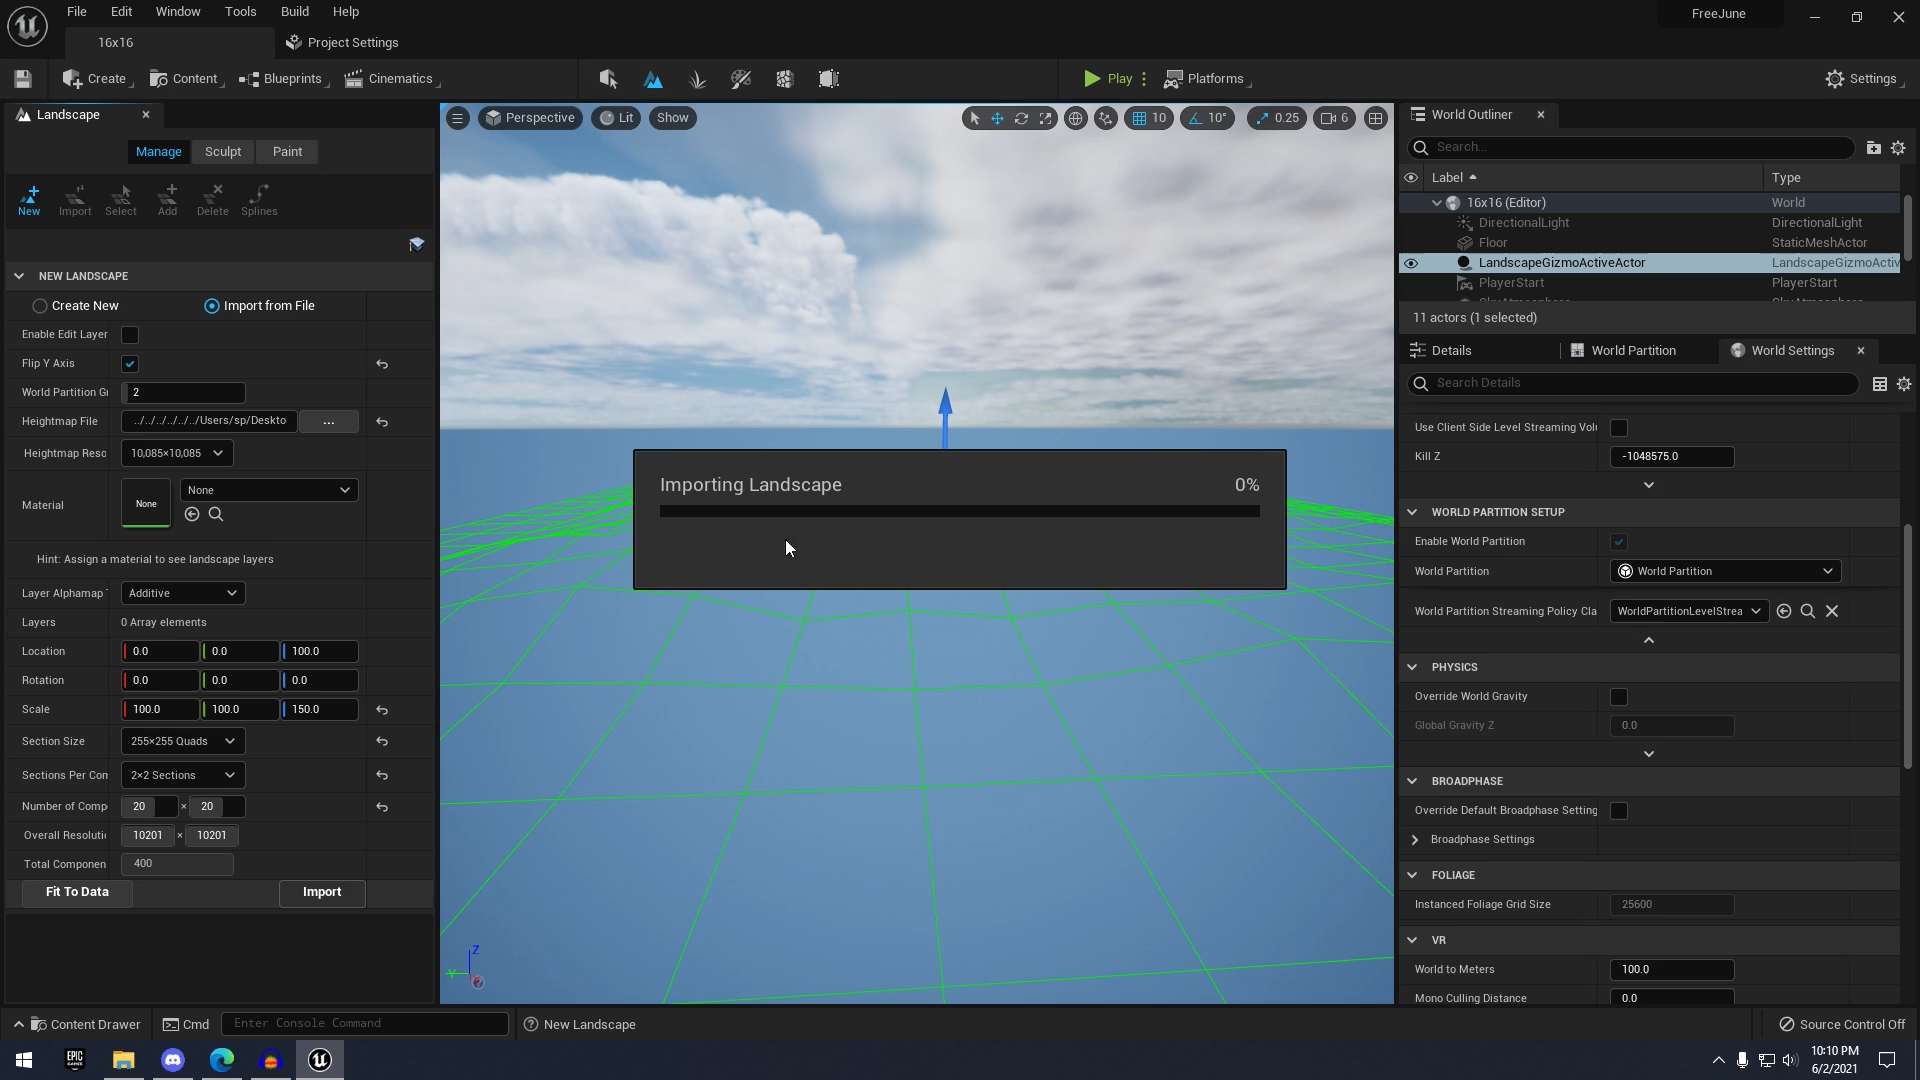 File Edit Window Tools Build Help
FreeJune
16x16
Project Settings
Create
Content
Blueprints
Cinematics
Play
Platforms
Settings
Landscape
Manage
Sculpt
Paint
New
Import
Select
Add
Delete
Splines
NEW LANDSCAPE
Create New
Import from File
Enable Edit Layer
Flip Y Axis
World Partition Gr
2
Heightmap File
../../../../../../Users/sp/Deskto
...
Heightmap Reso
10,085×10,085
Material
None
None
Hint: Assign a material to see landscape layers
Layer Alphamap
Additive
Layers
0 Array elements
Location
0.0
0.0
100.0
Rotation
0.0
0.0
0.0
Scale
100.0
100.0
150.0
Section Size
255×255 Quads
Sections Per Com
2×2 Sections
Number of Compo
20 × 20
Overall Resolutio
10201 × 10201
Total Componen
400
Fit To Data
Import
Perspective
Lit
Show
10
10°
0.25
6
Importing Landscape
0%
Z
Y
World Outliner
Search...
Label
Type
16x16 (Editor)
World
DirectionalLight
DirectionalLight
Floor
StaticMeshActor
LandscapeGizmoActiveActor
LandscapeGizmoActiv
PlayerStart
PlayerStart
SkyAtmosphere
SkyAtmosphere
11 actors (1 selected)
Details
World Partition
World Settings
Search Details
Use Client Side Level Streaming Volu
Kill Z
-1048575.0
WORLD PARTITION SETUP
Enable World Partition
World Partition
World Partition
World Partition Streaming Policy Cla
WorldPartitionLevelStrea
PHYSICS
Override World Gravity
Global Gravity Z
0.0
BROADPHASE
Override Default Broadphase Setting
Broadphase Settings
FOLIAGE
Instanced Foliage Grid Size
25600
VR
World to Meters
100.0
Mono Culling Distance
0.0
Content Drawer
Cmd
Enter Console Command
New Landscape
Source Control Off
EPIC
GAMES
10:10 PM
6/2/2021